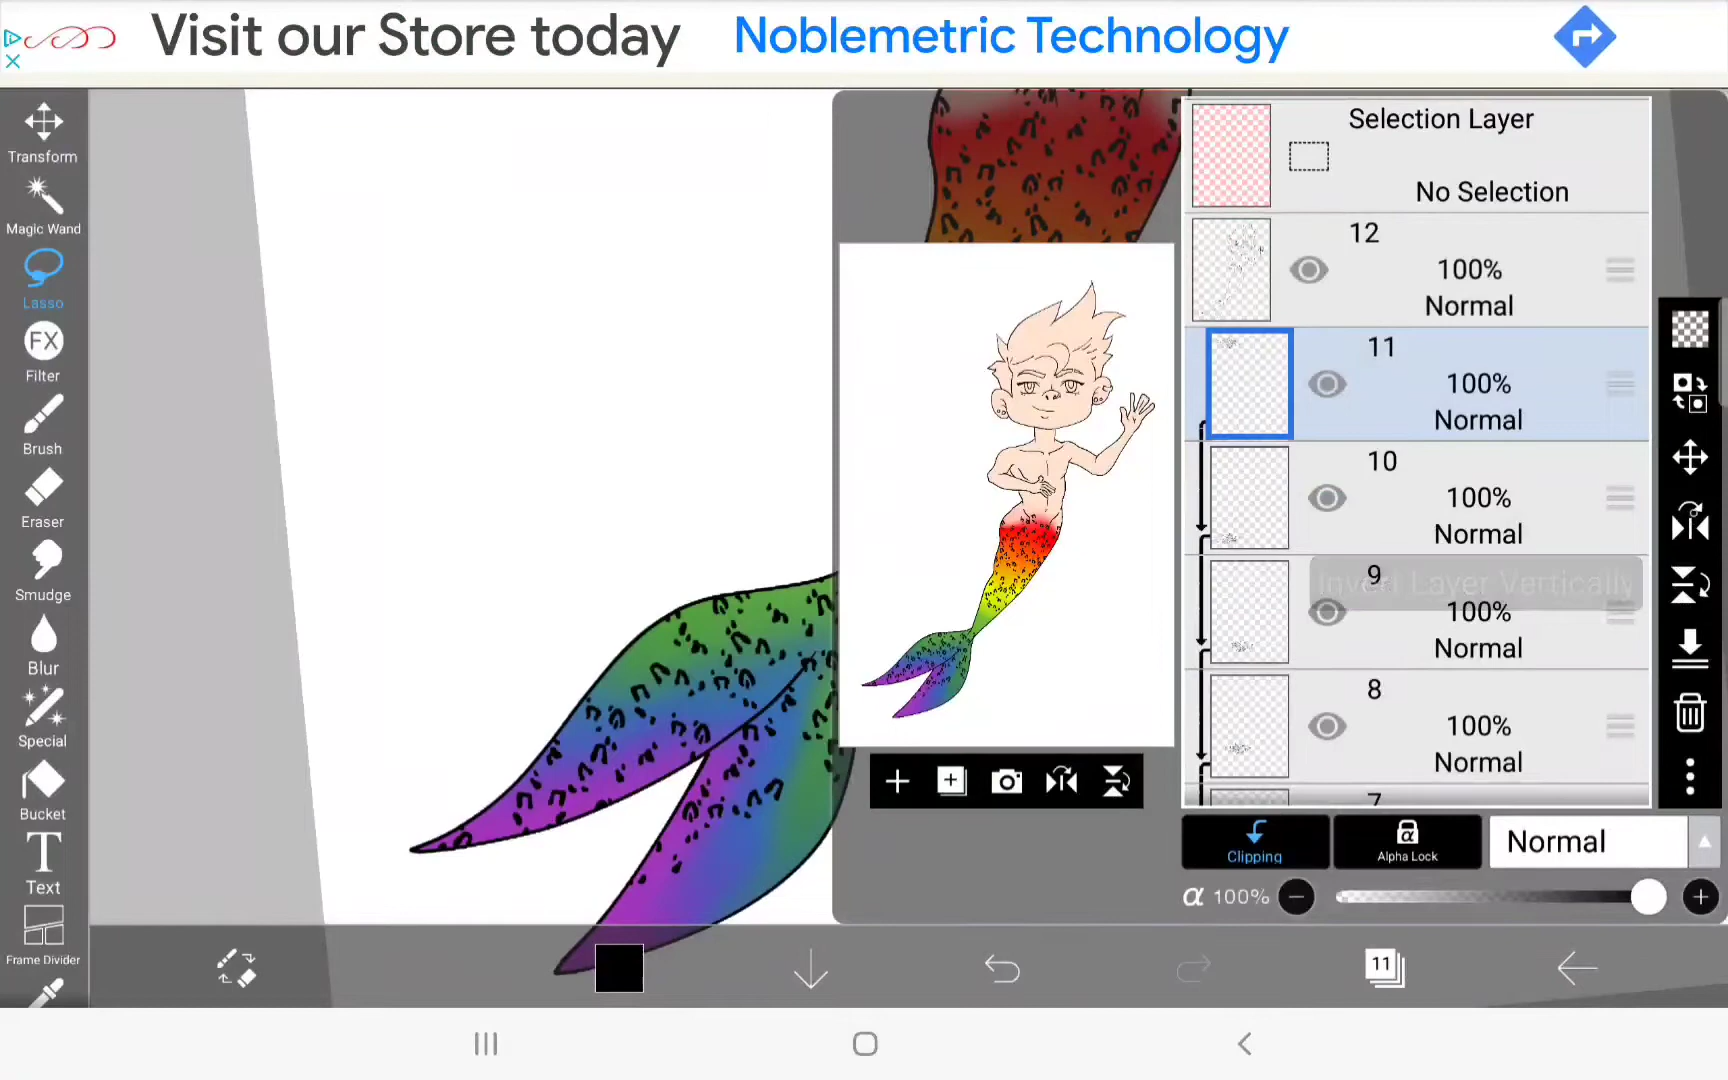 Visit our Store today
Noblemetric Technology
Transform
Magic Wand
Lasso
FX
Filter
Brush
Eraser
Smudge
Blur
Special
Bucket
T
Text
Frame Divider
Selection Layer
No Selection
12
100%
Normal
11
100%
Normal
10
100%
Normal
9
Invert Layer Vertically
100%
Normal
8
100%
Normal
7
Clipping
α
Alpha Lock
Normal
α 100%
11